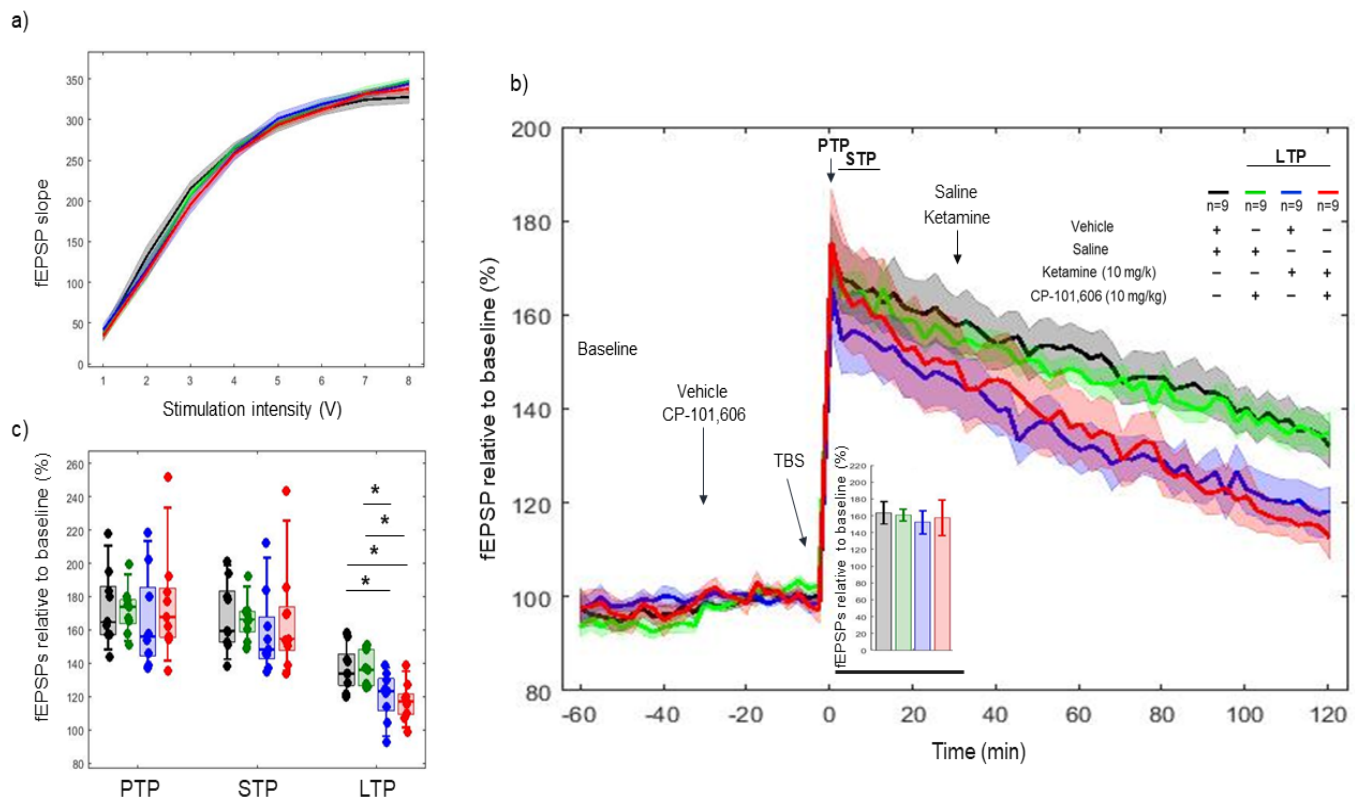 a)
350
300
250
200
150
100
50
0
fEPSP slope
1 2 3 4 5 6 7 8
Stimulation intensity (V)
b)
200
180
160
140
120
100
80
fEPSP relative to baseline (%)
PTP
STP
LTP
Saline
Ketamine
n=9 n=9 n=9 n=9
Vehicle + – + –
Saline + + – –
Ketamine (10 mg/k) – – + +
CP-101,606 (10 mg/kg) – + – +
Baseline
Vehicle
CP-101,606
TBS
220
200
180
160
140
120
100
80
60
40
20
0
fEPSPs relative to baseline (%)
-60 -40 -20 0 20 40 60 80 100 120
Time (min)
c)
260
240
220
200
180
160
140
120
100
80
fEPSPs relative to baseline (%)
*
*
*
*
PTP STP LTP